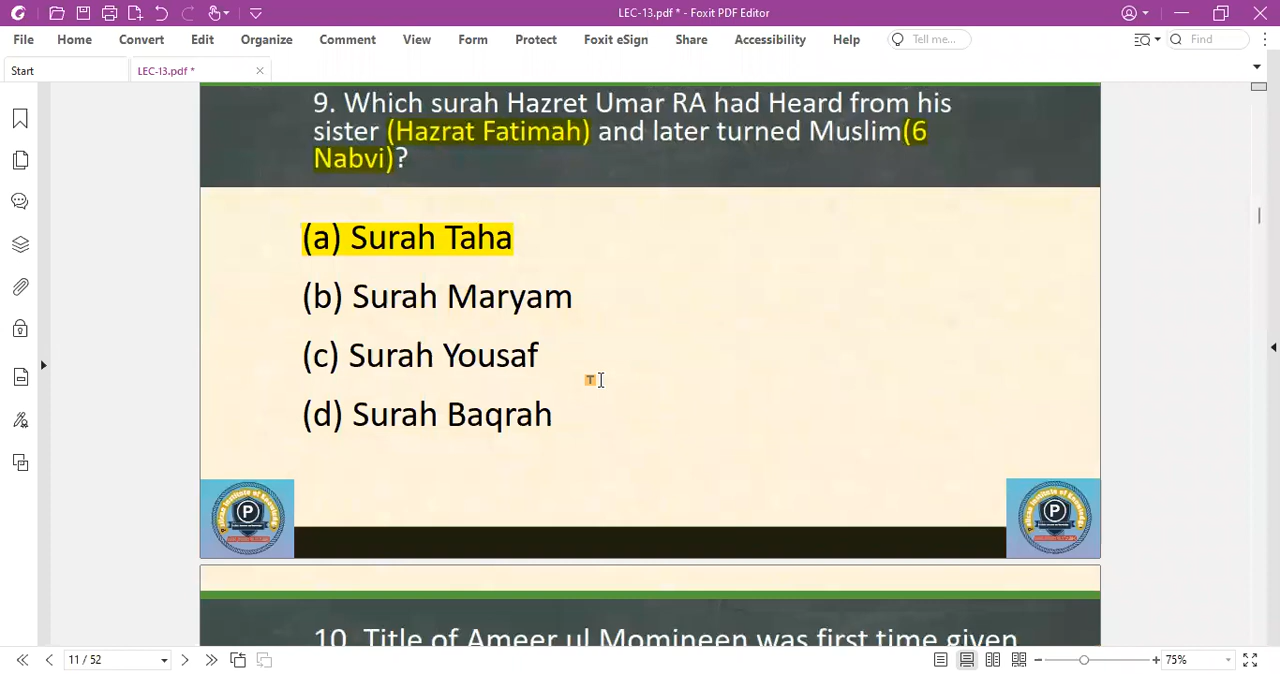 LEC-13.pdf * - Foxit PDF Editor
File Home Convert Edit Organize Comment View Form Protect Foxit eSign Share Accessibility Help Tell me... Find
Start LEC-13.pdf *
9. Which surah Hazret Umar RA had Heard from his
sister (Hazrat Fatimah) and later turned Muslim(6
Nabvi)?
(a) Surah Taha
(b) Surah Maryam
(c) Surah Yousaf
(d) Surah Baqrah
10. Title of Ameer ul Momineen was first time given
11 / 52 75%